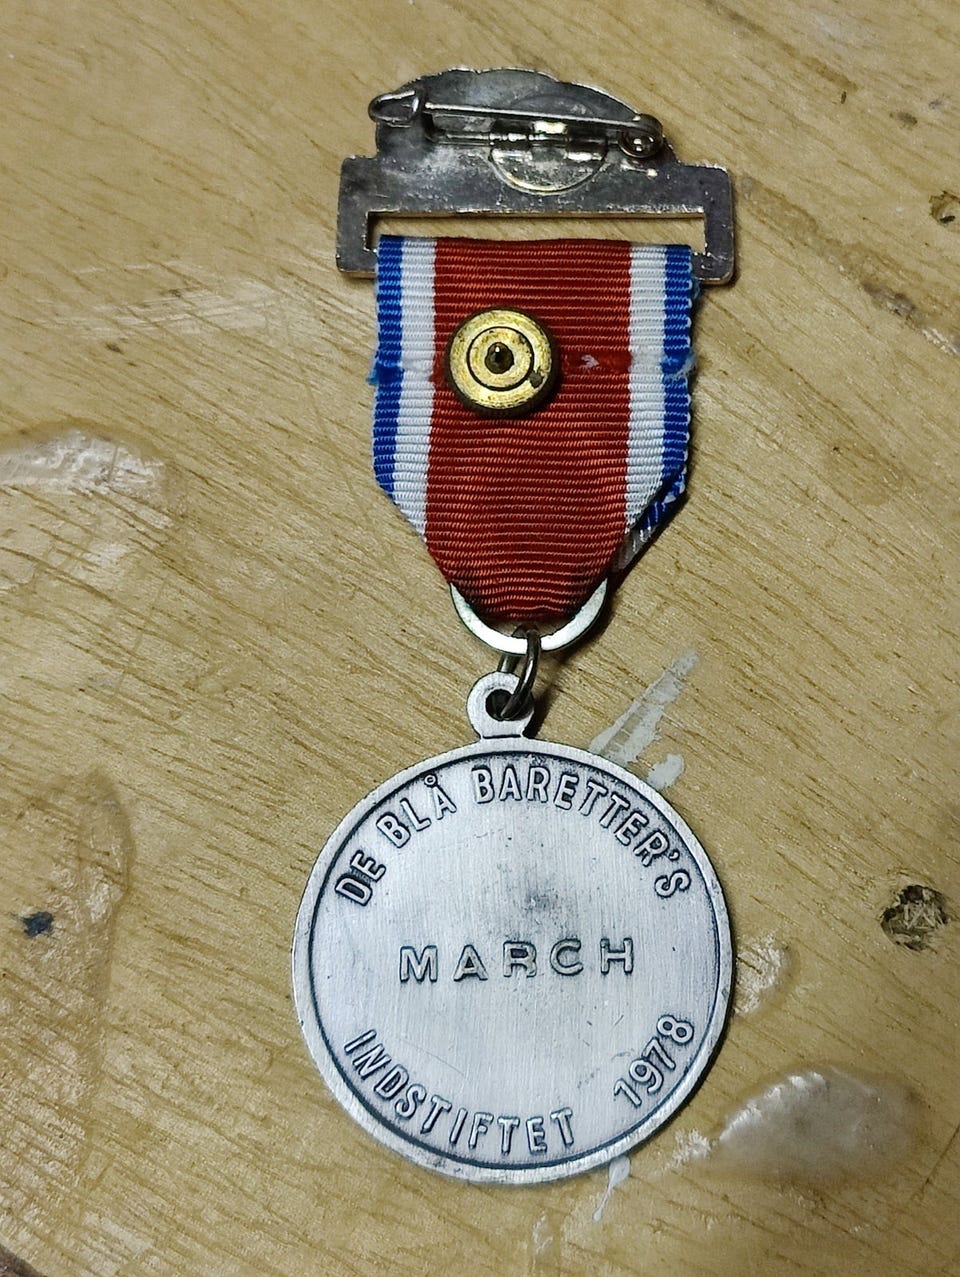 DE BLÅ BARETTER'S
MARCH
INDSTIFTET 1978